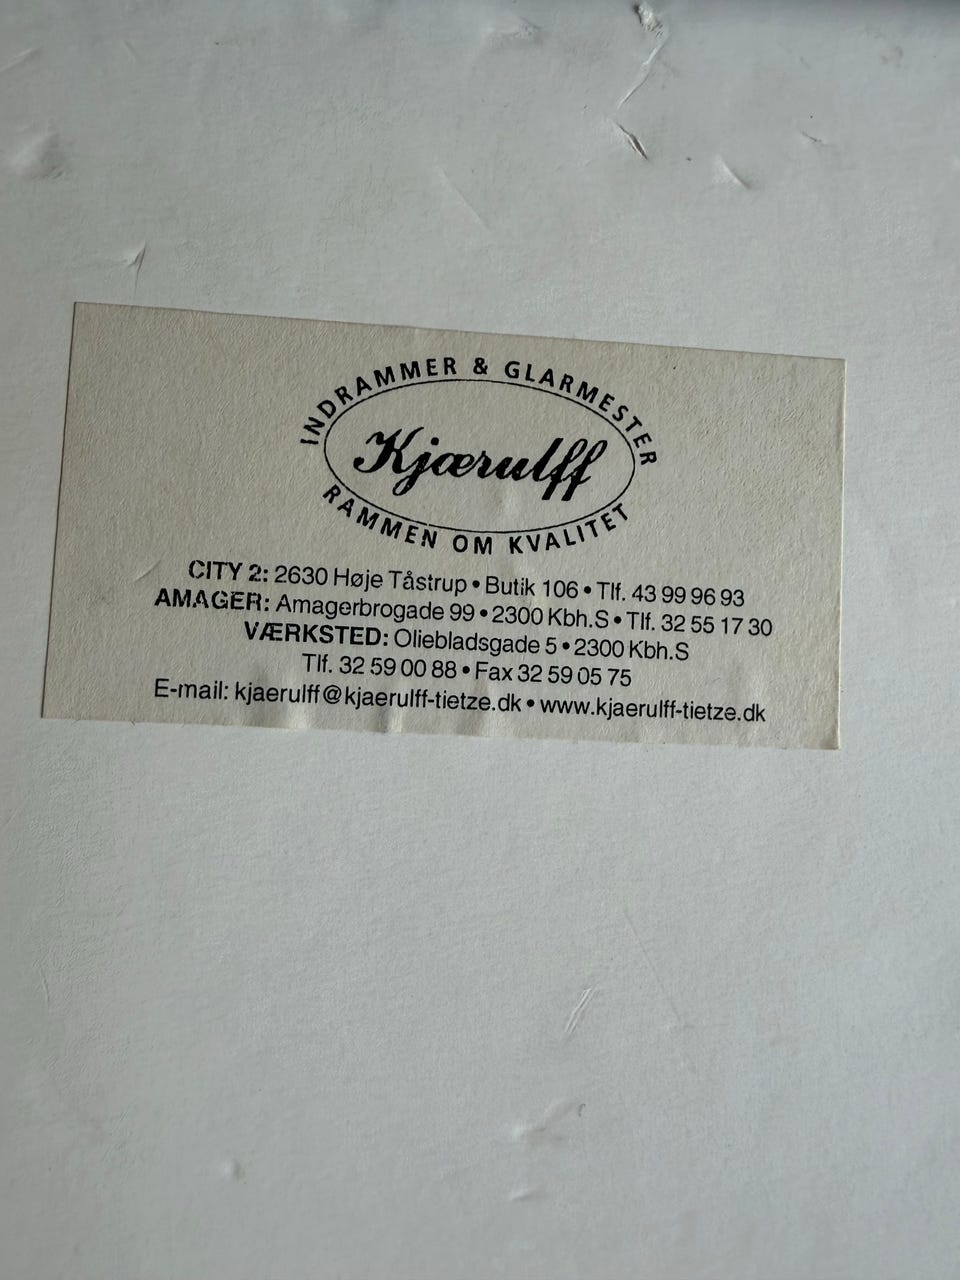 INDRAMMER & GLARMESTER
Kjærulff
RAMMEN OM KVALITET
CITY 2: 2630 Høje Tåstrup • Butik 106 • Tlf. 43 99 96 93
AMAGER: Amagerbrogade 99 • 2300 Kbh.S • Tlf. 32 55 17 30
VÆRKSTED: Oliebladsgade 5 • 2300 Kbh.S
Tlf. 32 59 00 88 • Fax 32 59 05 75
E-mail: kjaerulff@kjaerulff-tietze.dk • www.kjaerulff-tietze.dk